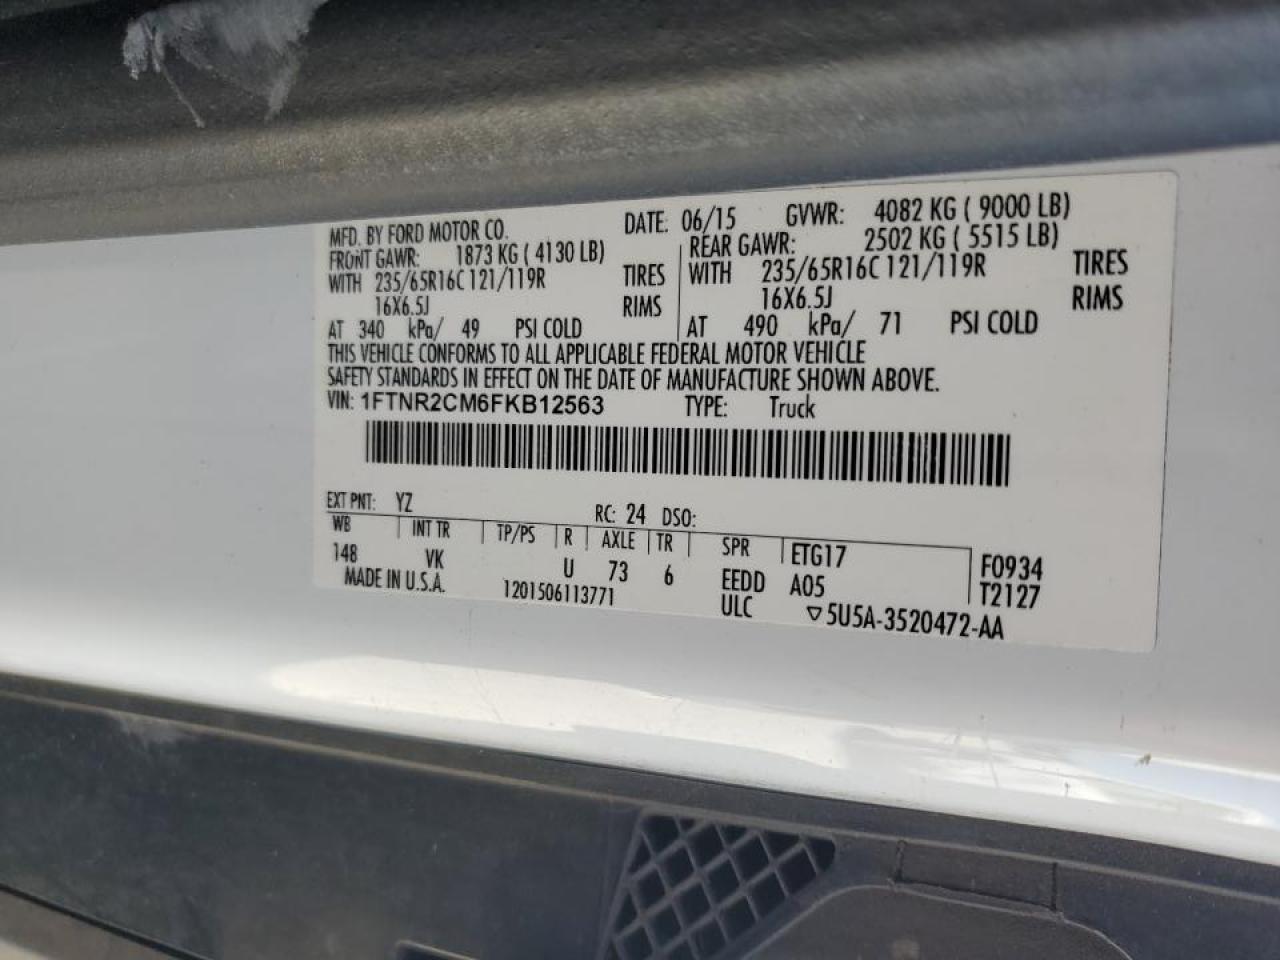 MFD. BY FORD MOTOR CO. DATE: 06/15 GVWR: 4082 KG ( 9000 LB)
FRONT GAWR: 1873 KG ( 4130 LB) REAR GAWR: 2502 KG ( 5515 LB)
WITH 235/65R16C 121/119R TIRES WITH 235/65R16C 121/119R TIRES
16X6.5J RIMS 16X6.5J RIMS
AT 340 kPa/ 49 PSI COLD AT 490 kPa/ 71 PSI COLD
THIS VEHICLE CONFORMS TO ALL APPLICABLE FEDERAL MOTOR VEHICLE
SAFETY STANDARDS IN EFFECT ON THE DATE OF MANUFACTURE SHOWN ABOVE.
VIN: 1FTNR2CM6FKB12563 TYPE: Truck
EXT PNT: YZ RC: 24 DSO:
WB INT TR TP/PS R AXLE TR SPR ETG17 F0934
148 VK U 73 6 EEDD A05 T2127
MADE IN U.S.A. 1201506113771 ULC ▽5U5A-3520472-AA